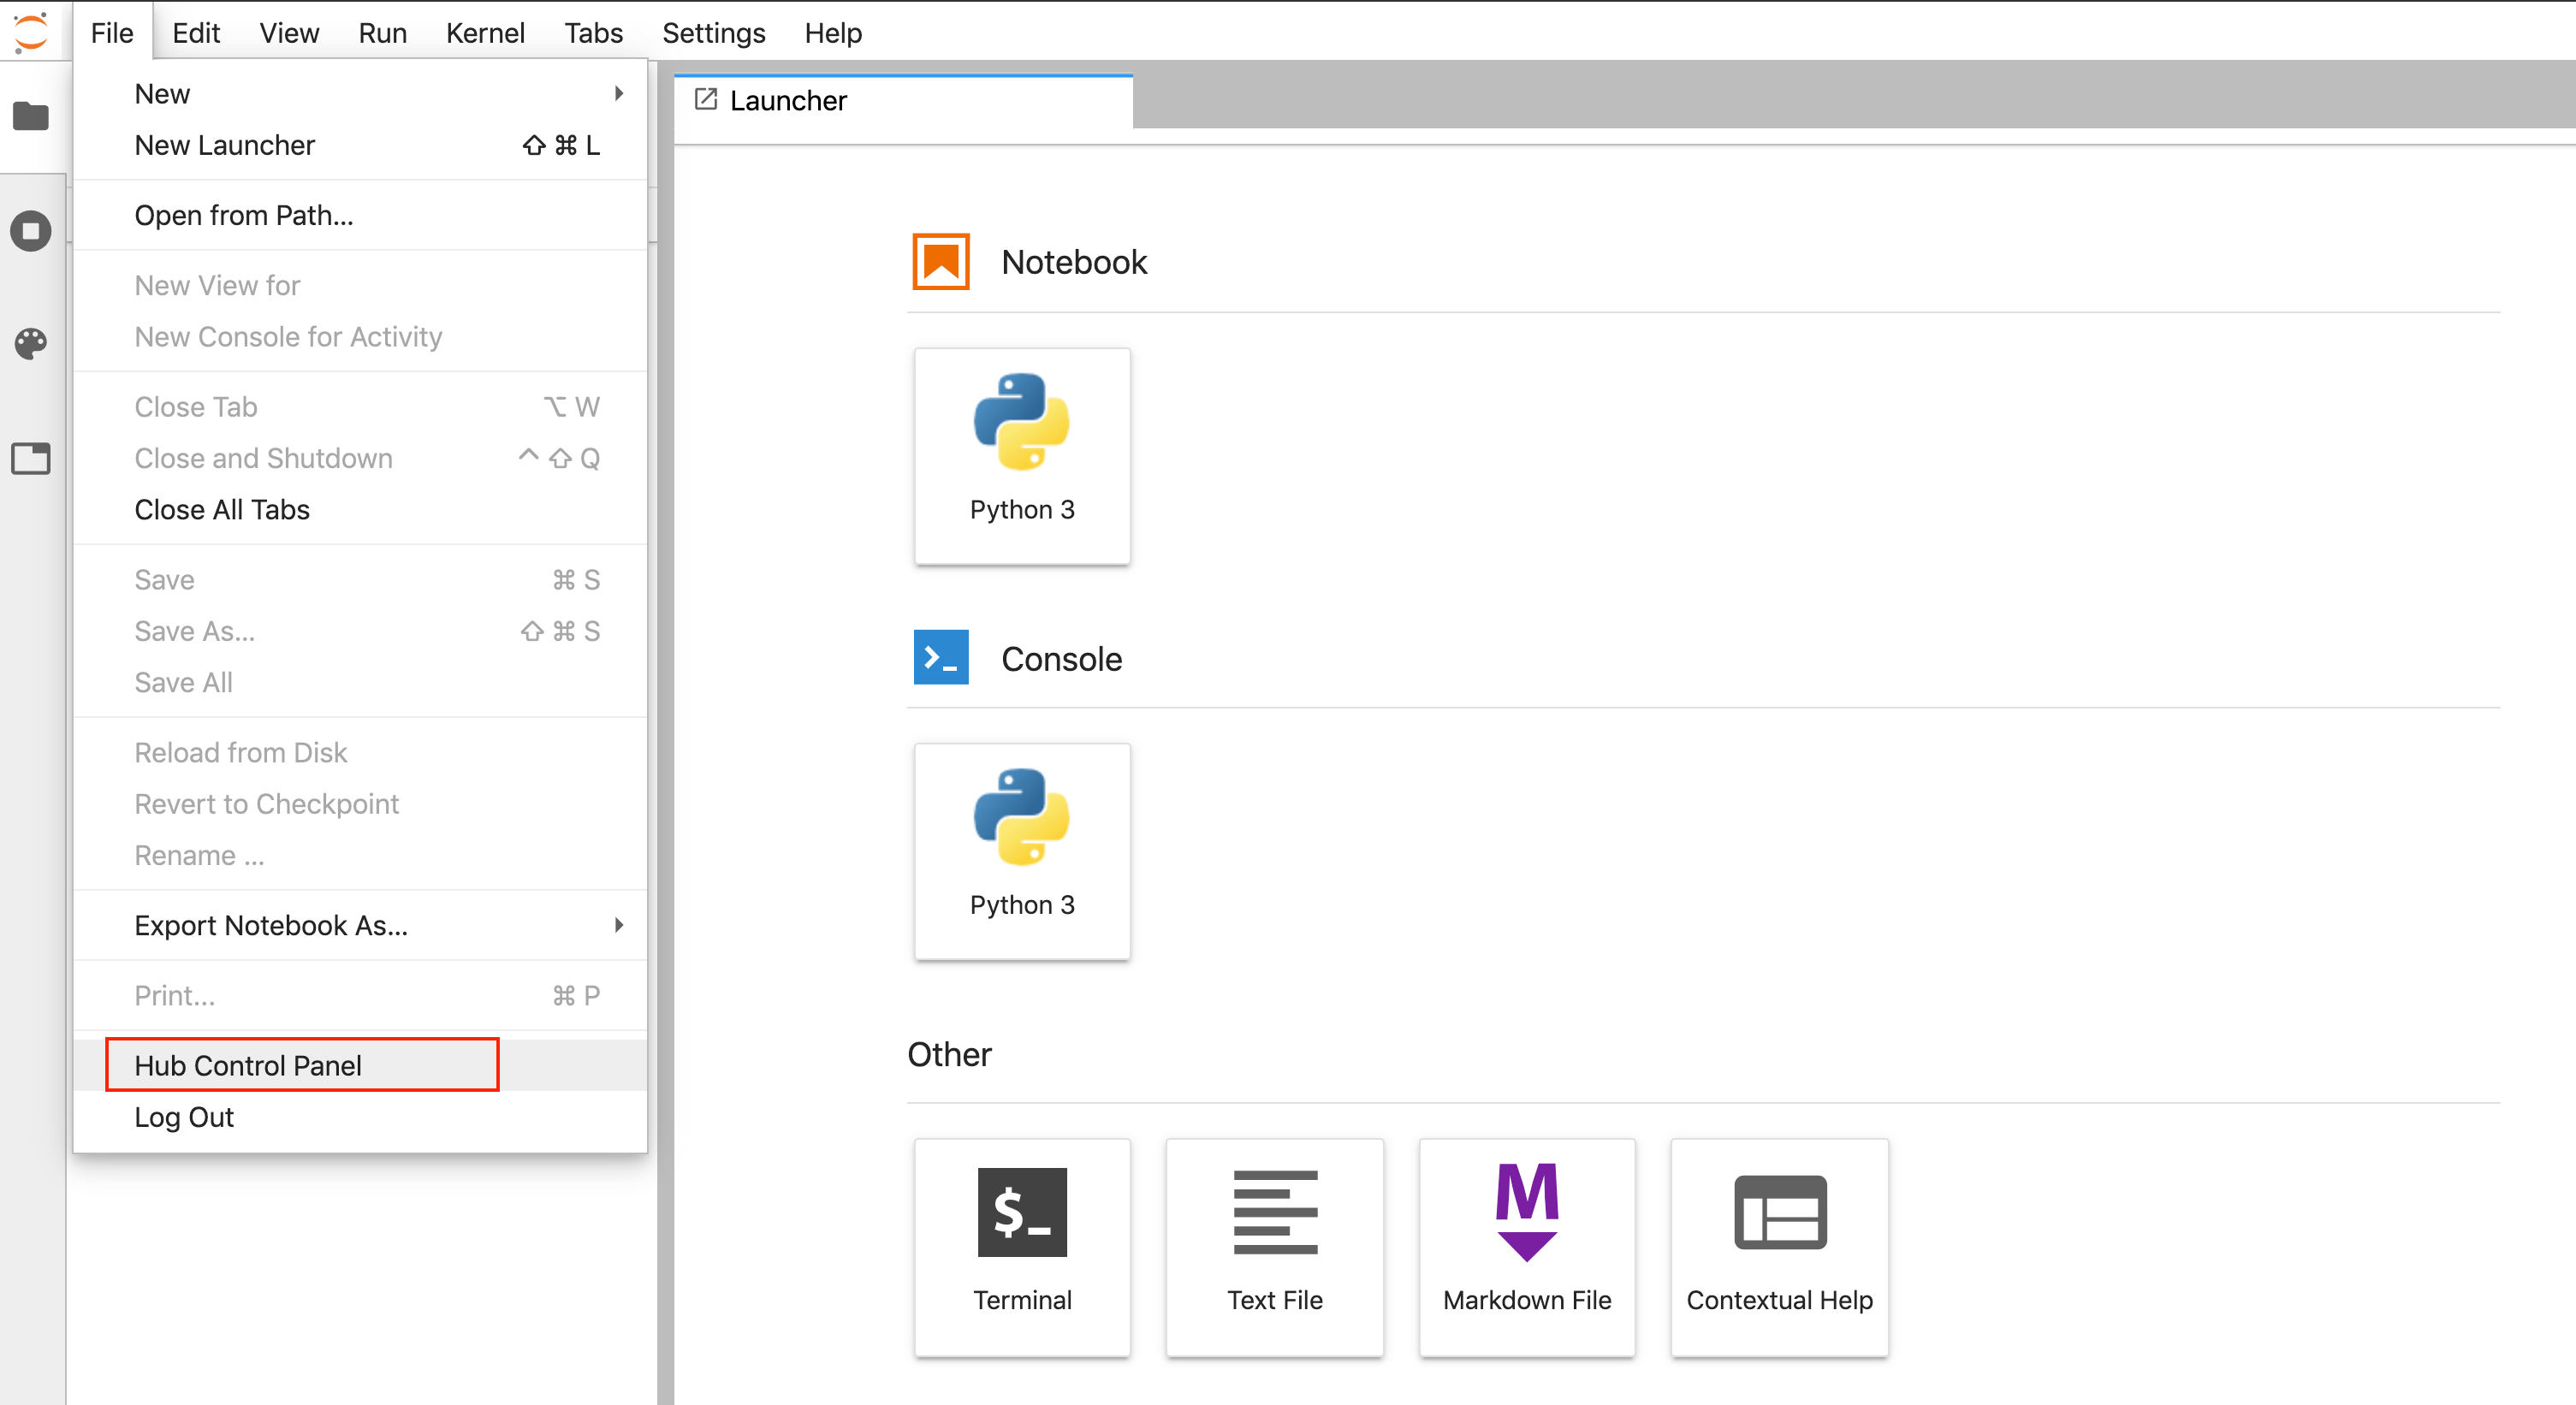 File Edit View Run Kernel Tabs Settings Help
New
New Launcher ⇧ ⌘ L
Open from Path...
New View for
New Console for Activity
Close Tab ⌥ W
Close and Shutdown ^ ⇧ Q
Close All Tabs
Save ⌘ S
Save As... ⇧ ⌘ S
Save All
Reload from Disk
Revert to Checkpoint
Rename ...
Export Notebook As...
Print... ⌘ P
Hub Control Panel
Log Out
Launcher
Notebook
Python 3
Console
Python 3
Other
$_
Terminal
Text File
M
Markdown File
Contextual Help